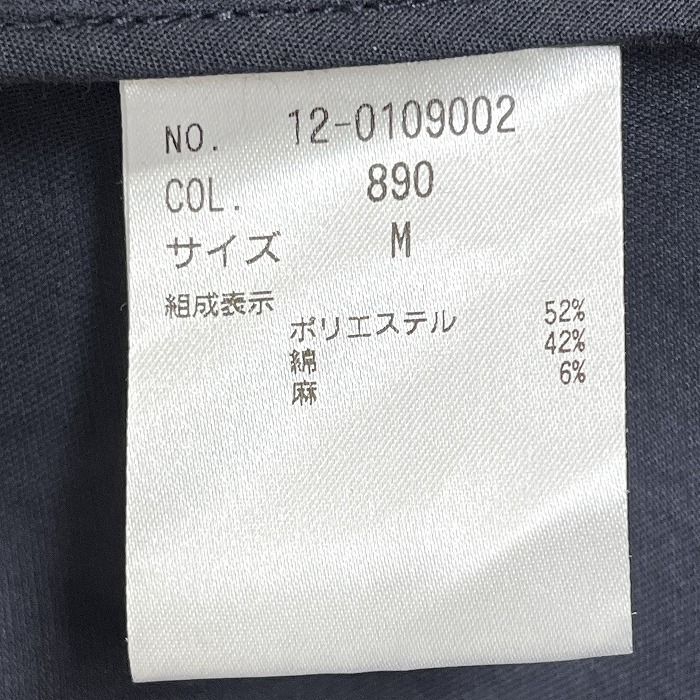 NO. 12-0109002
COL. 890
サイズ M
組成表示
ポリエステル 52%
綿 42%
麻 6%